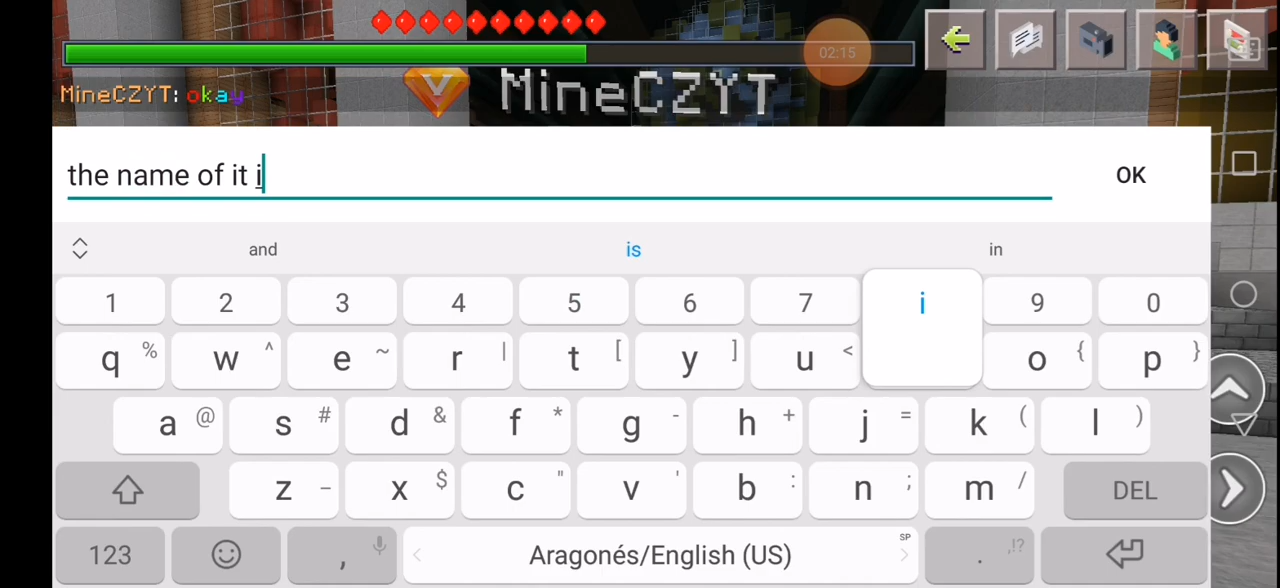 02:15
MineCZYT: okay
V MineCZYT
the name of it i
OK
and is in
1 2 3 4 5 6 7 i 9 0
q % w ^ e ~ r | t [ y ] u < o { p }
a @ s # d & f * g - h + j = k ( l )
z _ x $ c " v ' b : n ; m / DEL
123 , Aragonés/English (US) SP . ,!?